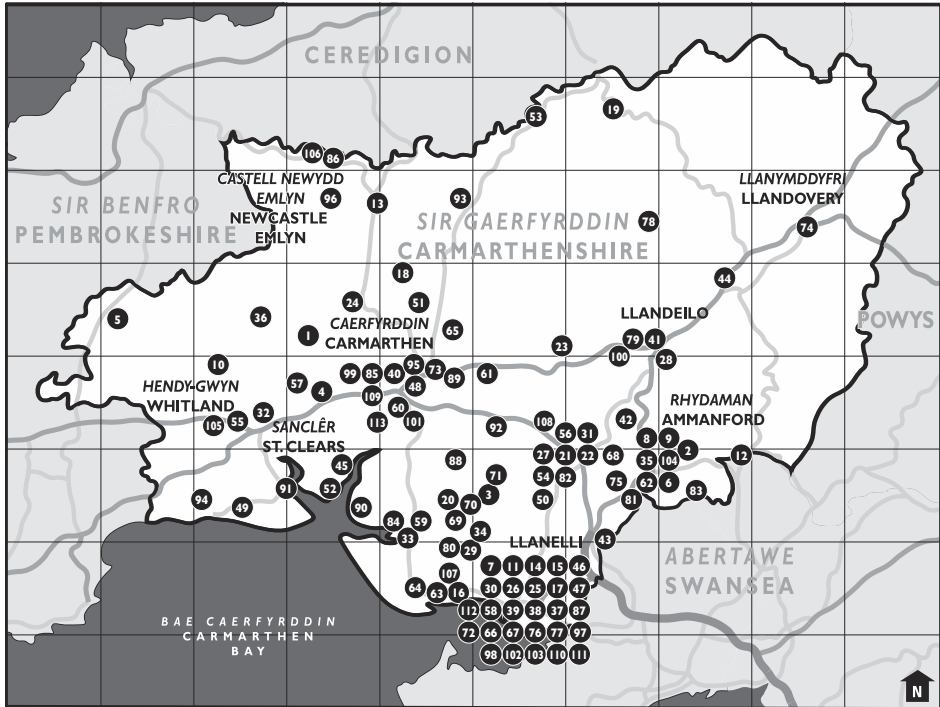 CEREDIGION
53
19
106 86
CASTELL NEWYDD
EMLYN
NEWCASTLE
EMLYN
96
13
93
SIR BENFRO
PEMBROKESHIRE
SIR GAERFYRDDIN
CARMARTHENSHIRE
78
LLANYMDDYFRI
LLANDOVERY
74
18
44
24
51
5
36
1
CAERFYRDDIN
CARMARTHEN
65
LLANDEILO
POWYS
23
79 41
100
28
10
HENDY-GWYN
WHITLAND
57
4
99 85 40 95 73
48
89
61
109
105 55 32
60
113
101
SANCLÊR
ST. CLEARS
RHYDAMAN
AMMANFORD
92
108
56 31
42
8 9
2
12
27 21 22 68
35 104
45
88
54 82
75
62 6
83
52
91
71
3
50
81
94
49
90
20
70
84 59
69
33
34
43
80 29
LLANELLI
ABERTAWE
SWANSEA
7 11 14 15 46
107
64 63 16
30 26 25 17 47
112 58 39 38 37 87
72 66 67 76 77 97
98 102 103 110 111
BAE CAERFYRDDIN
CARMARTHEN
BAY
N